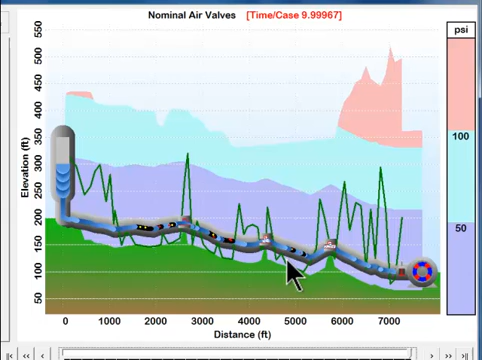 Nominal Air Valves [Time/Case 9.99967]
psi
550
500
450
400
350
300
250
200
150
100
50
Elevation (ft)
100
50
0 1000 2000 3000 4000 5000 6000 7000
Distance (ft)
|‹ ‹‹ ‹ › ›› ›|